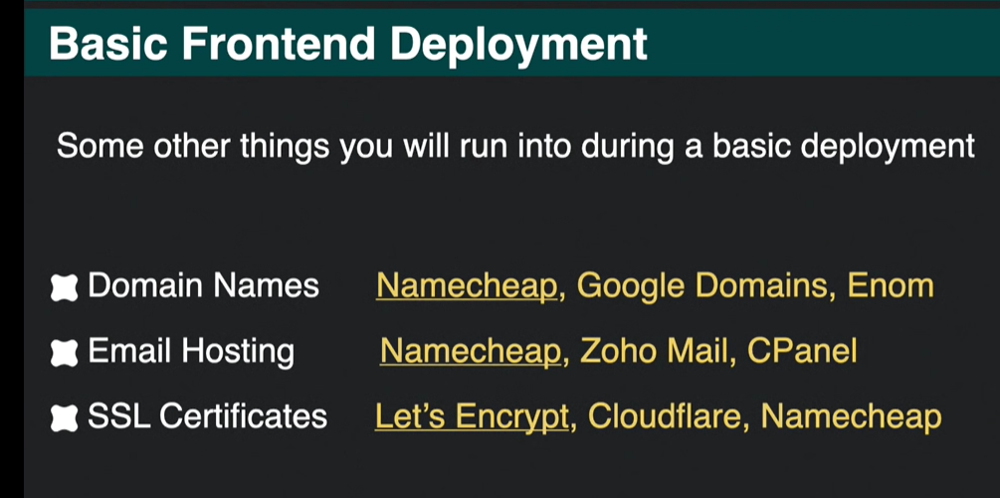 Basic Frontend Deployment
Some other things you will run into during a basic deployment
Domain Names Namecheap, Google Domains, Enom
Email Hosting Namecheap, Zoho Mail, CPanel
SSL Certificates Let's Encrypt, Cloudflare, Namecheap